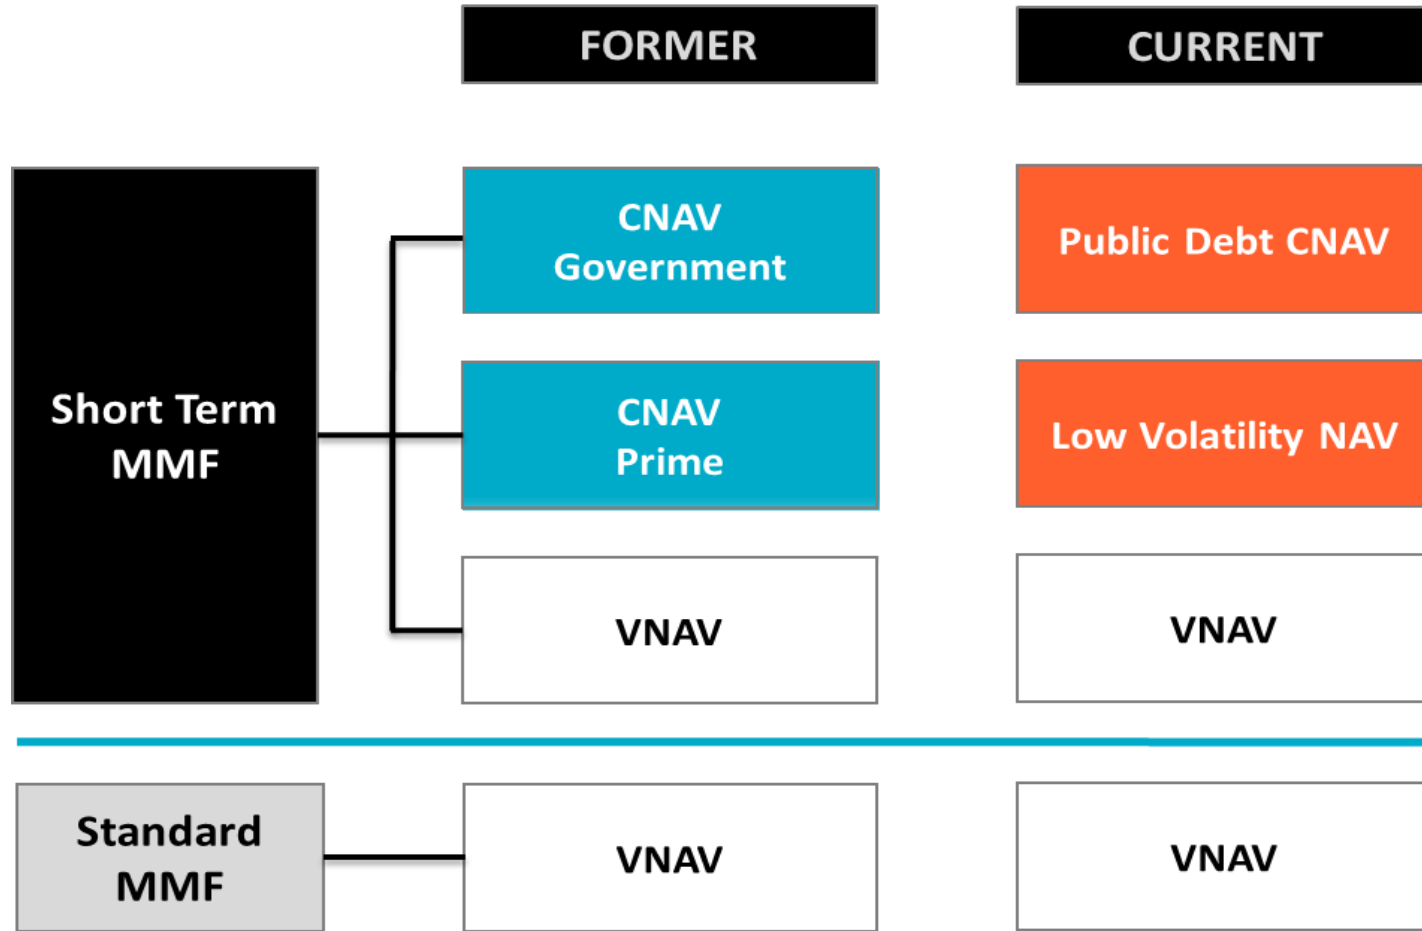 FORMER
CURRENT
Short Term
MMF
CNAV
Government
Public Debt CNAV
CNAV
Prime
Low Volatility NAV
VNAV
VNAV
Standard
MMF
VNAV
VNAV